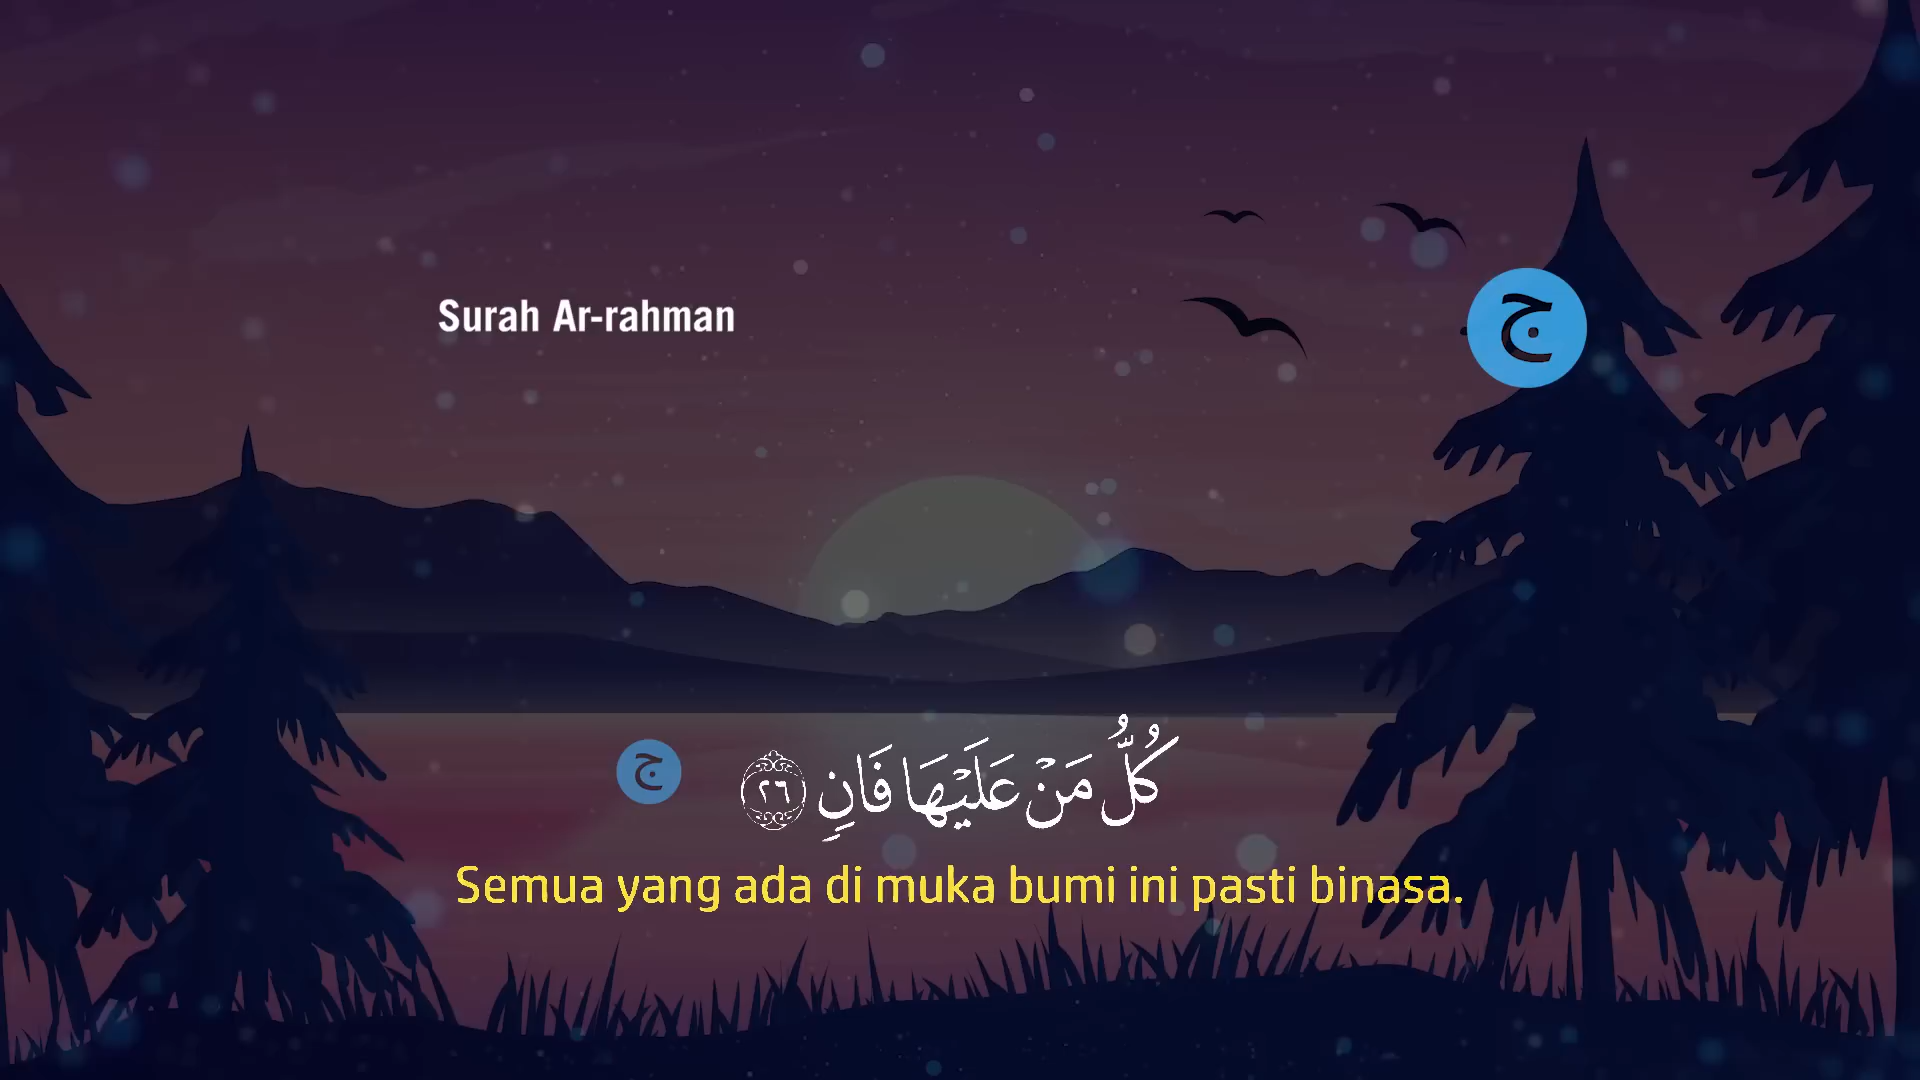 Surah Ar-rahman
ج
كُلُّ مَنْ عَلَيْهَا فَانٍ ٢٦
ج
Semua yang ada di muka bumi ini pasti binasa.